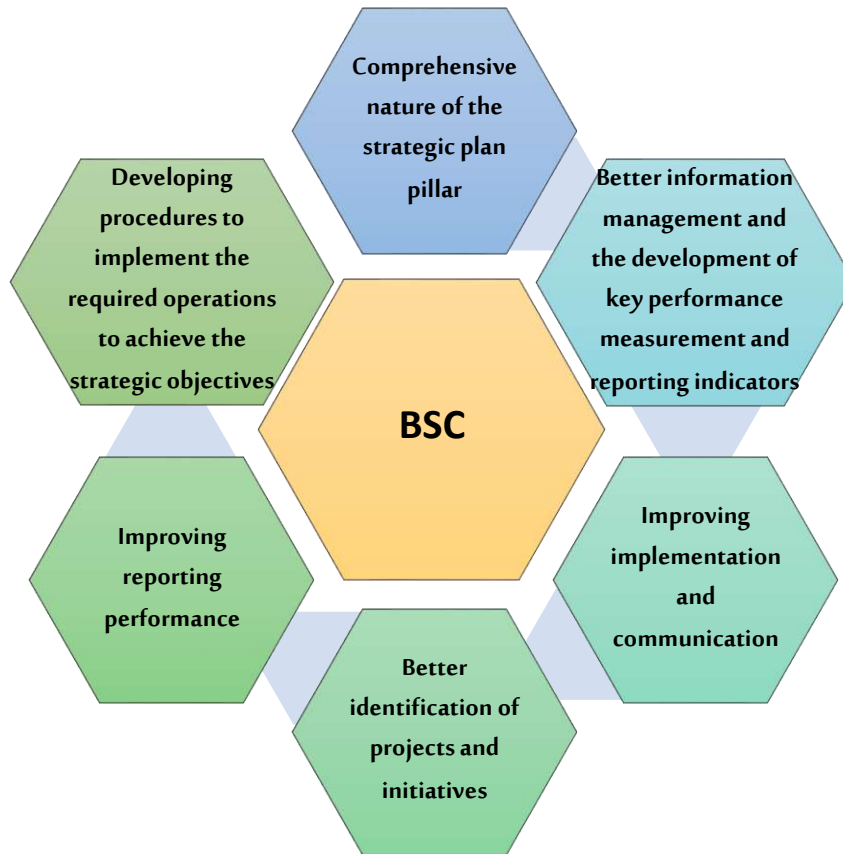 Comprehensive
nature of the
strategic plan
pillar
Better information
management and
the development of
key performance
measurement and
reporting indicators
Improving
implementation
and
communication
Better
identification of
projects and
initiatives
Improving
reporting
performance
Developing
procedures to
implement the
required operations
to achieve the
strategic objectives
BSC